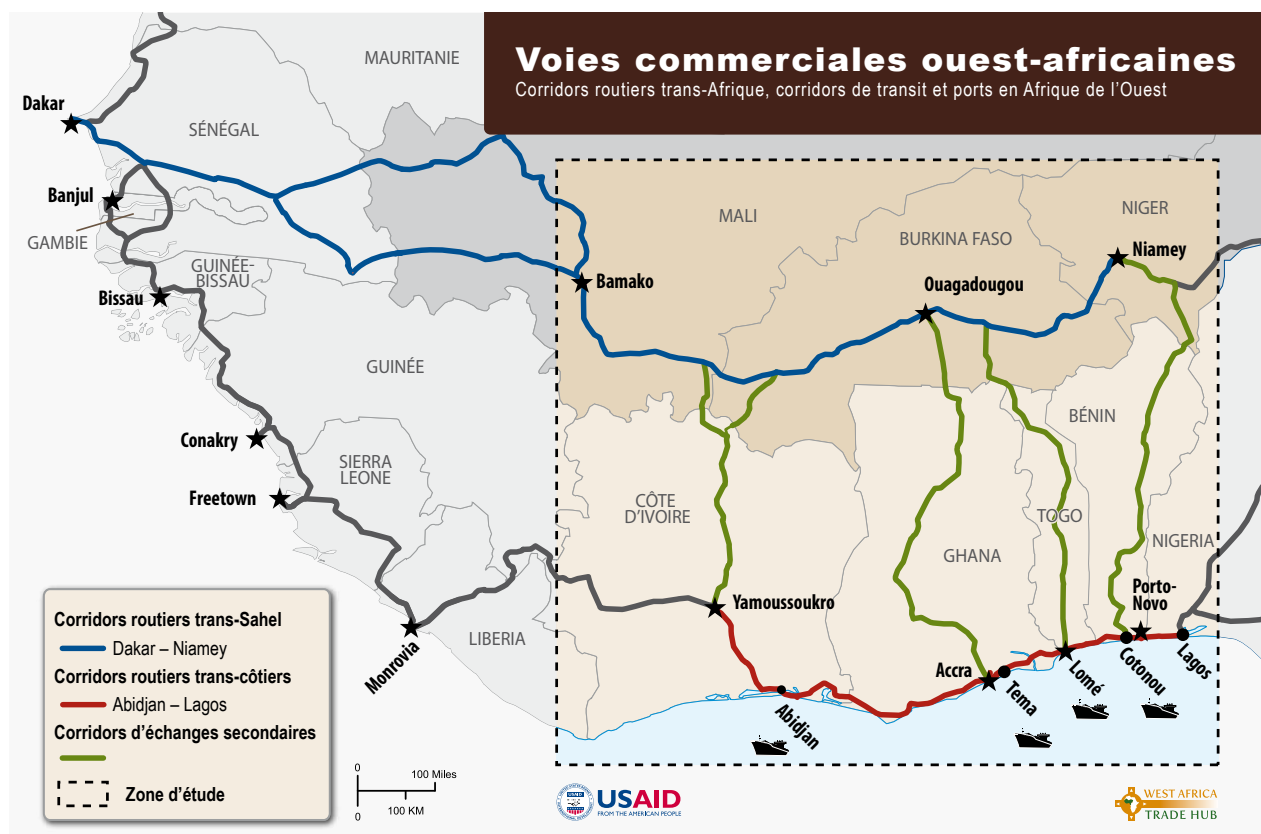 Voies commerciales ouest-africaines
Corridors routiers trans-Afrique, corridors de transit et ports en Afrique de l'Ouest
MAURITANIE
Dakar
SÉNÉGAL
Banjul
GAMBIE
GUINÉE-
BISSAU
Bissau
MALI
NIGER
BURKINA FASO
Niamey
Bamako
Ouagadougou
GUINÉE
Conakry
SIERRA
LEONE
Freetown
BÉNIN
CÔTE
D'IVOIRE
TOGO
GHANA
NIGERIA
Porto-
Novo
Yamoussoukro
LIBERIA
Monrovia
Accra
Tema
Lomé
Cotonou
Lagos
Abidjan
Corridors routiers trans-Sahel
Dakar – Niamey
Corridors routiers trans-côtiers
Abidjan – Lagos
Corridors d'échanges secondaires
Zone d'étude
0
100 Miles
0
100 KM
USAID
FROM THE AMERICAN PEOPLE
WEST AFRICA
TRADE HUB